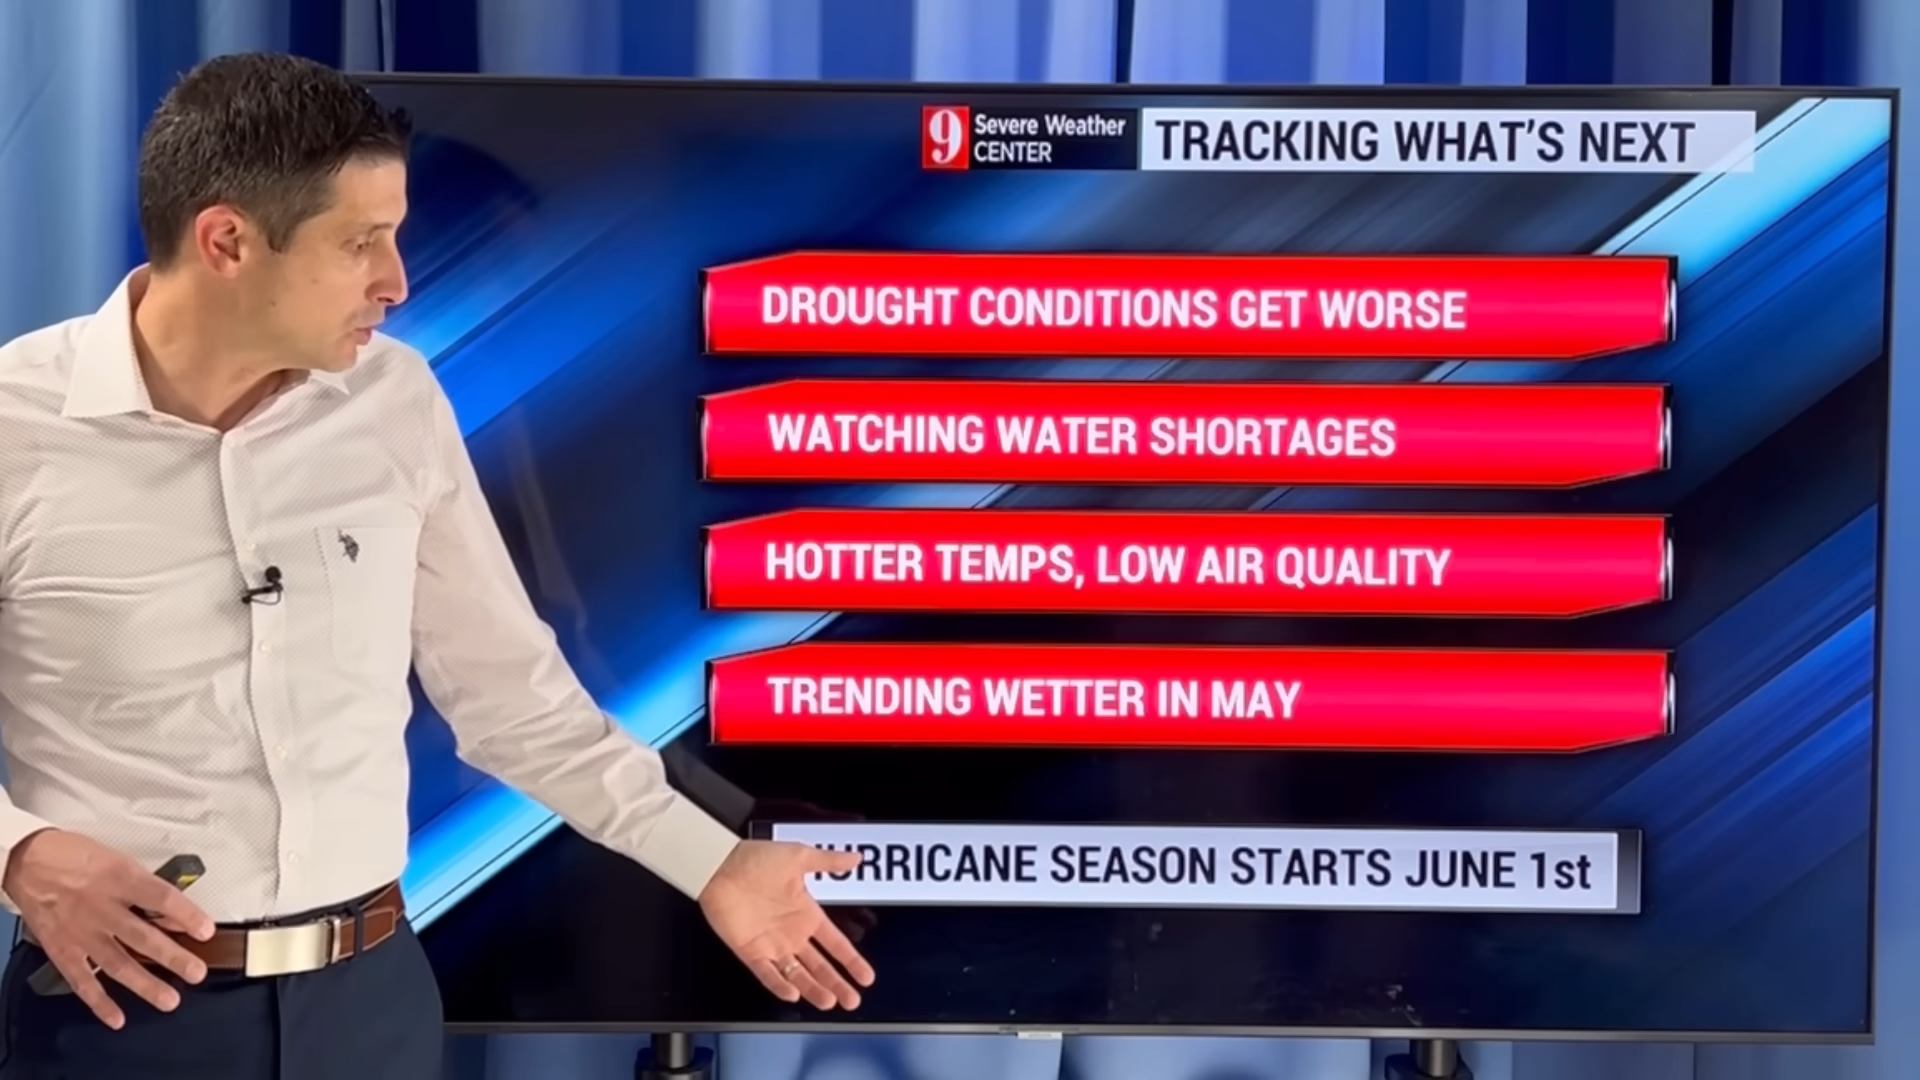 9 Severe Weather
CENTER
TRACKING WHAT'S NEXT
DROUGHT CONDITIONS GET WORSE
WATCHING WATER SHORTAGES
HOTTER TEMPS, LOW AIR QUALITY
TRENDING WETTER IN MAY
HURRICANE SEASON STARTS JUNE 1st